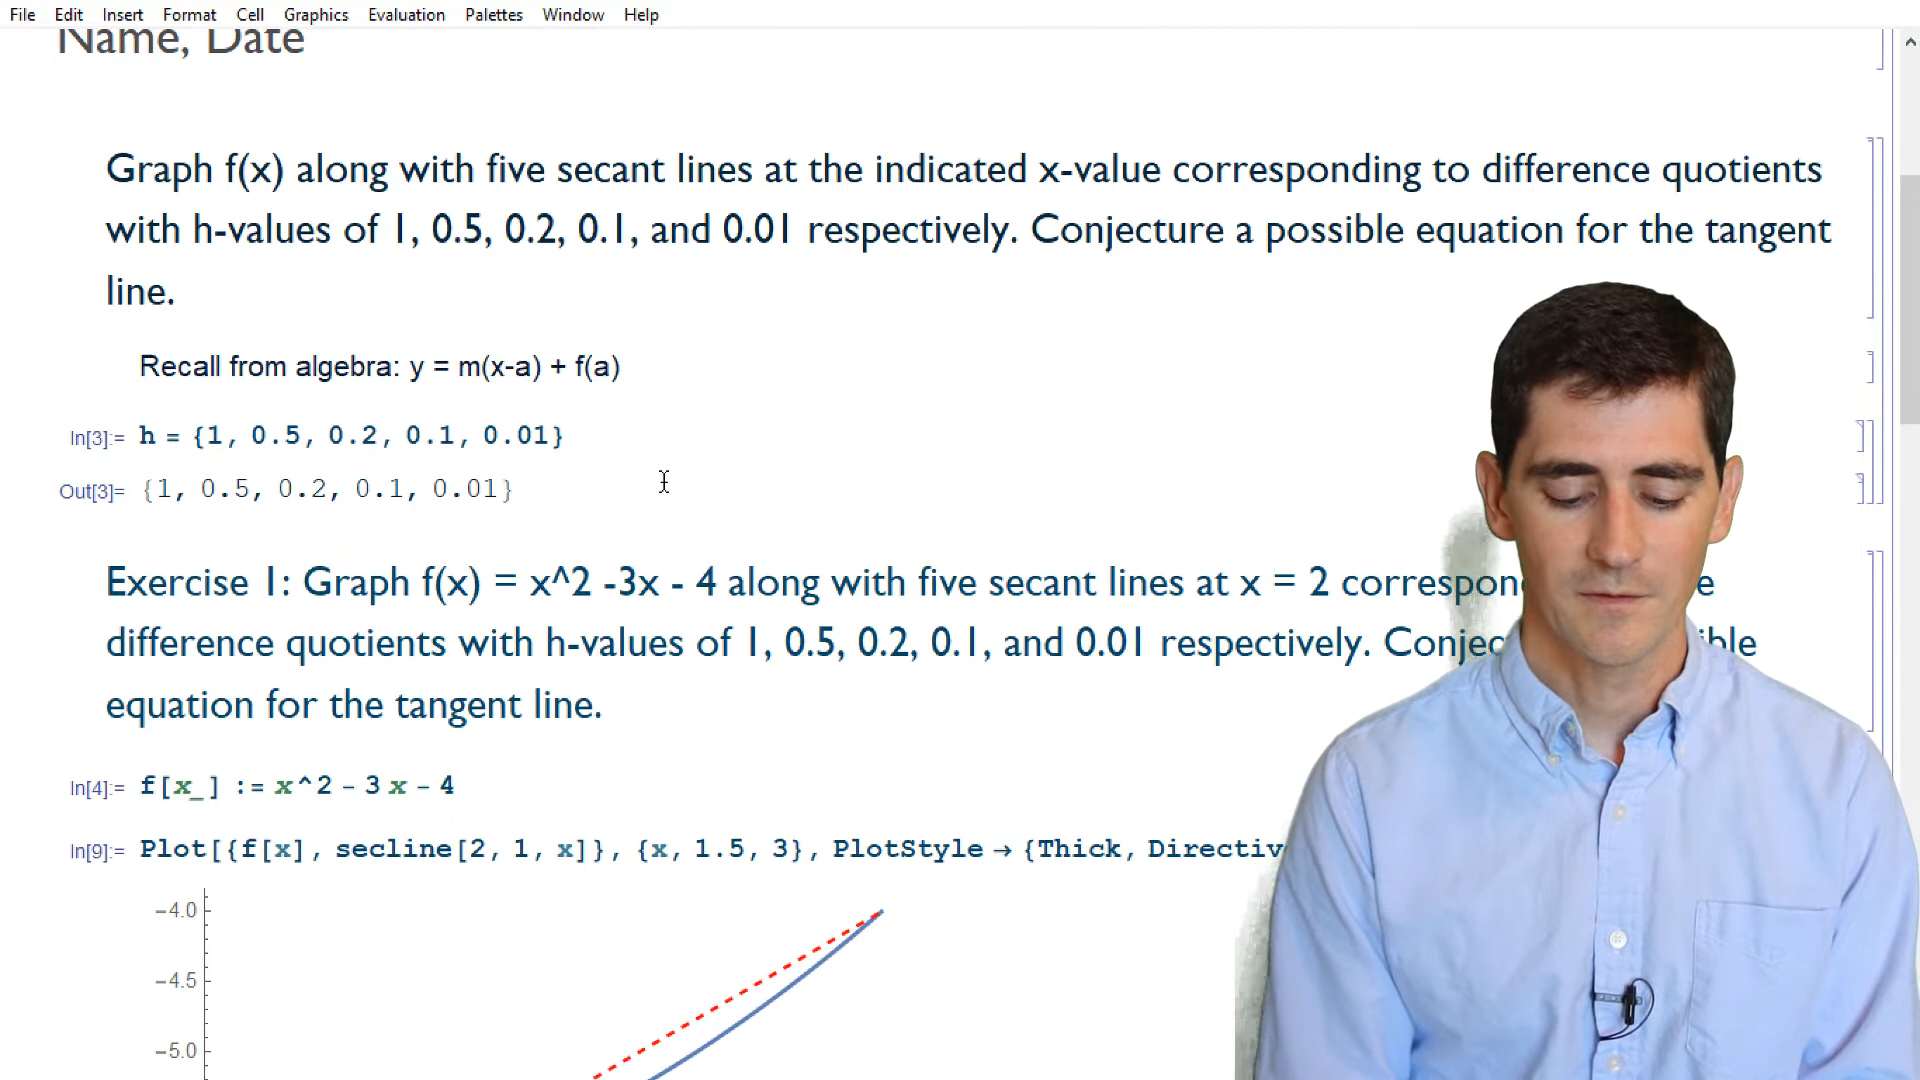 File Edit Insert Format Cell Graphics Evaluation Palettes Window Help
Name, Date
Graph f(x) along with five secant lines at the indicated x-value corresponding to difference quotients
with h-values of 1, 0.5, 0.2, 0.1, and 0.01 respectively. Conjecture a possible equation for the tangent
line.
Recall from algebra: y = m(x-a) + f(a)
In[3]:= h = {1, 0.5, 0.2, 0.1, 0.01}
Out[3]= {1, 0.5, 0.2, 0.1, 0.01}
Exercise 1: Graph f(x) = x^2 -3x - 4 along with five secant lines at x = 2
difference quotients with h-values of 1, 0.5, 0.2, 0.1, and 0.01 respectively.
equation for the tangent line.
In[4]:= f[x_] := x^2 - 3 x - 4
In[9]:= Plot[{f[x], secline[2, 1, x]}, {x, 1.5, 3}, PlotStyle → {Thick,
-4.0
-4.5
-5.0